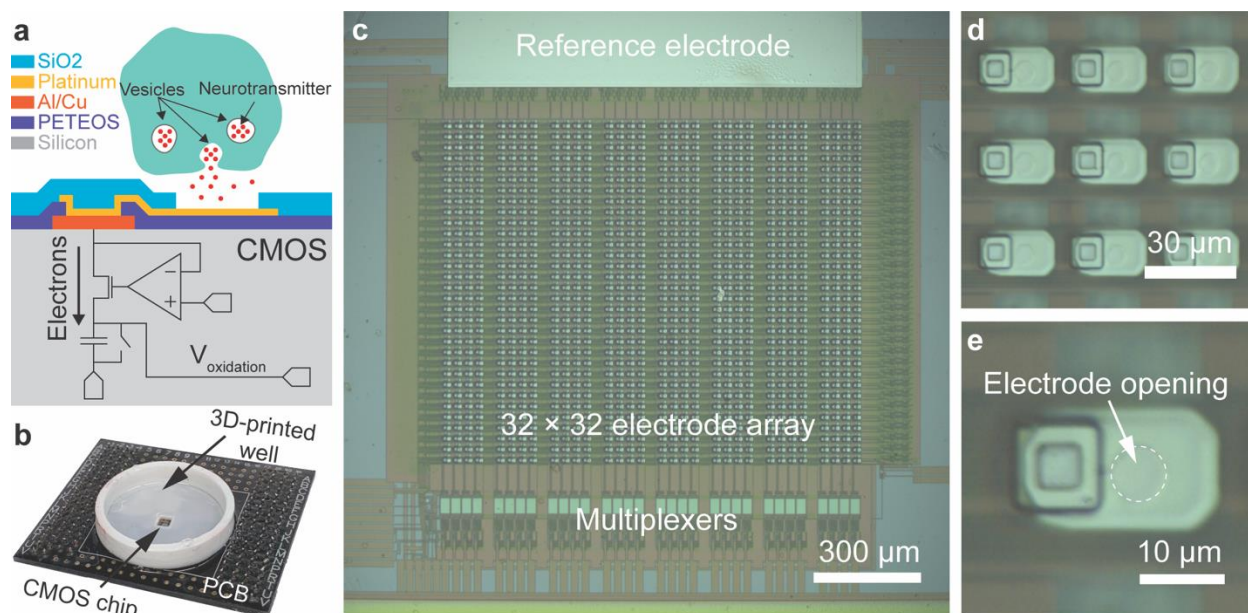 a
SiO2
Platinum
Al/Cu
PETEOS
Silicon
Vesicles
Neurotransmitter
CMOS
Electrons
−
+
Voxidation
b
3D-printed
well
CMOS chip
PCB
c
Reference electrode
32 × 32 electrode array
Multiplexers
300 µm
d
30 µm
e
Electrode opening
10 µm